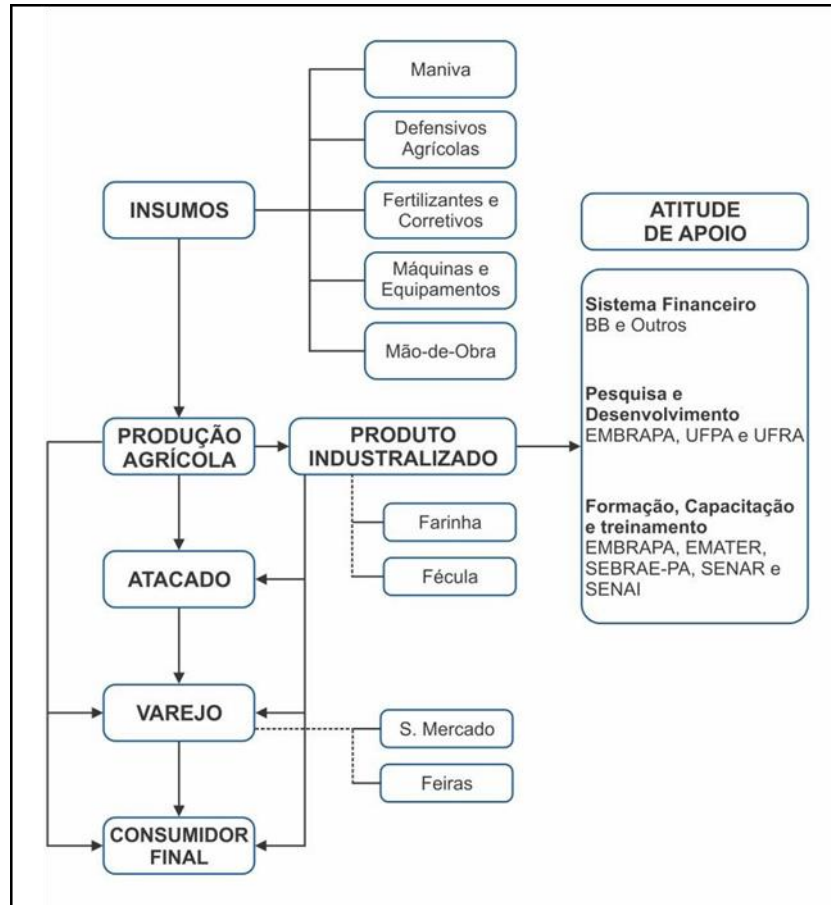 Maniva
Defensivos
Agrícolas
INSUMOS
Fertilizantes e
Corretivos
Máquinas e
Equipamentos
Mão-de-Obra
ATITUDE
DE APOIO
Sistema Financeiro
BB e Outros
Pesquisa e
Desenvolvimento
EMBRAPA, UFPA e UFRA
Formação, Capacitação
e treinamento
EMBRAPA, EMATER,
SEBRAE-PA, SENAR e
SENAI
PRODUÇÃO
AGRÍCOLA
PRODUTO
INDUSTRALIZADO
Farinha
Fécula
ATACADO
VAREJO
S. Mercado
Feiras
CONSUMIDOR
FINAL